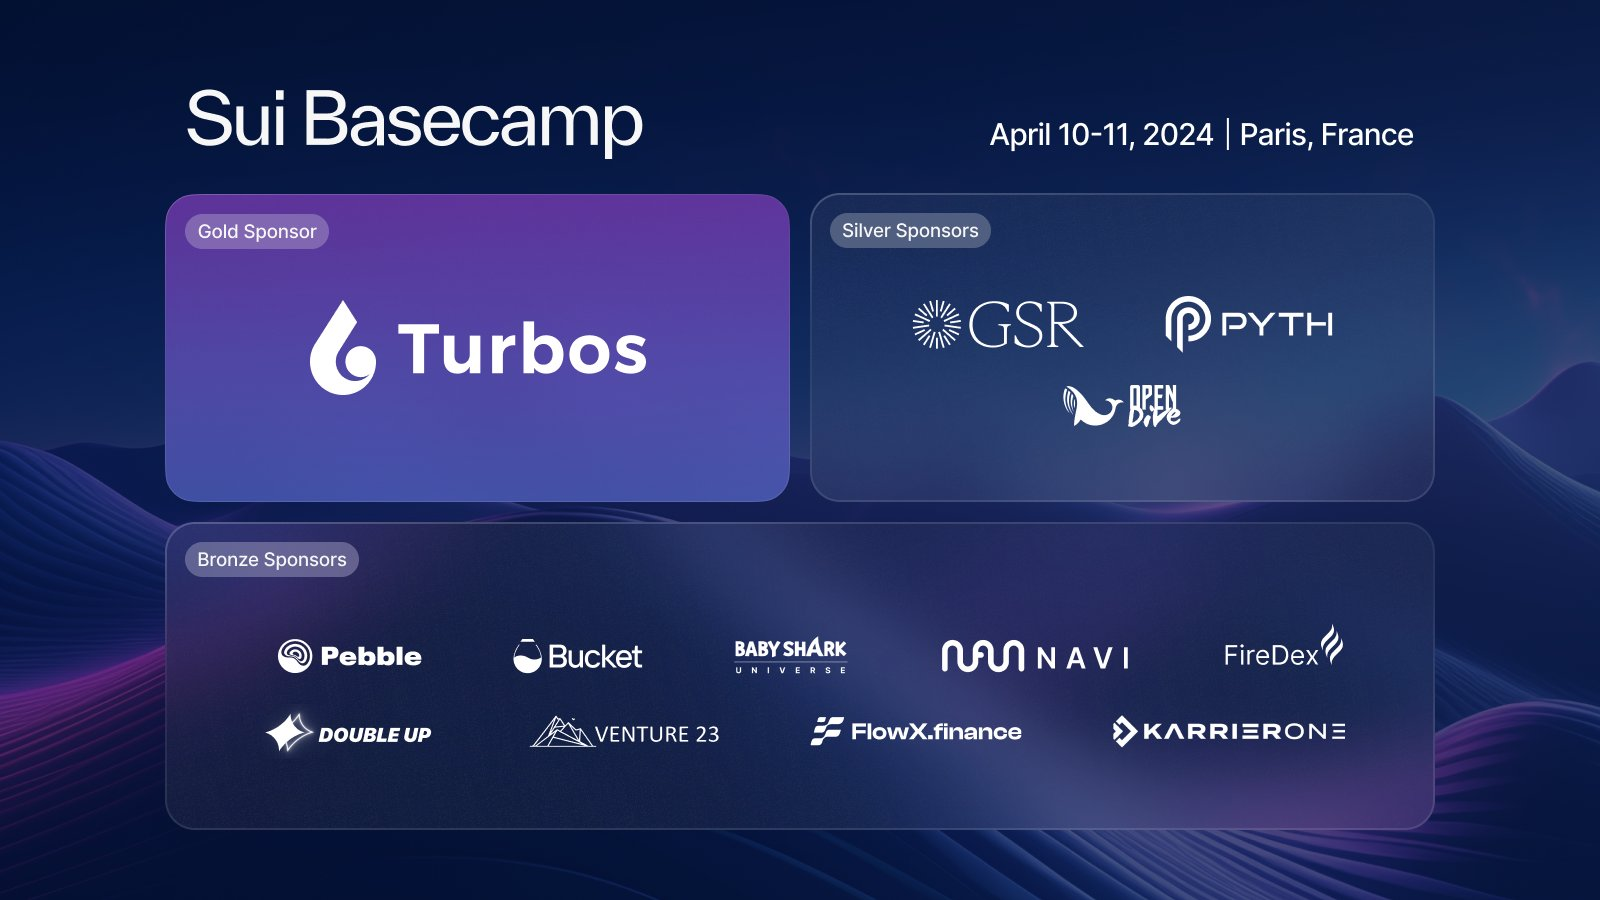 Sui Basecamp
April 10-11, 2024 | Paris, France
Gold Sponsor
Turbos
Silver Sponsors
GSR
PYTH
OPEN
Dive
Bronze Sponsors
Pebble
Bucket
BABY SHARK
UNIVERSE
NAVI
FireDex
DOUBLE UP
VENTURE 23
FlowX.finance
KARRIERONE